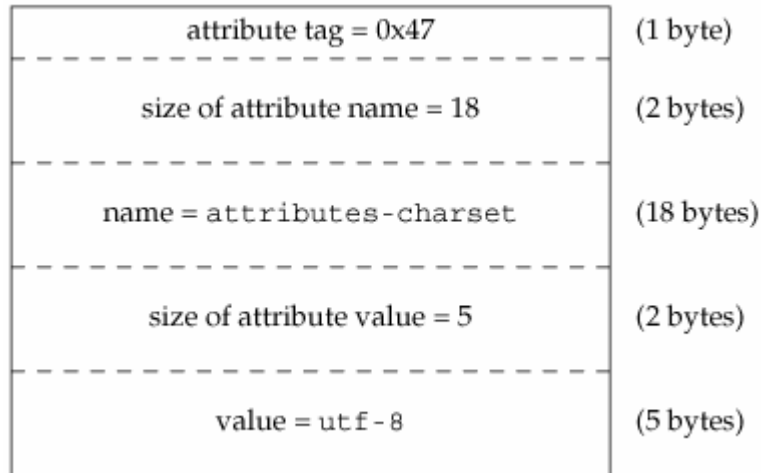 attribute tag = 0x47 (1 byte)
size of attribute name = 18 (2 bytes)
name = attributes-charset (18 bytes)
size of attribute value = 5 (2 bytes)
value = utf-8 (5 bytes)